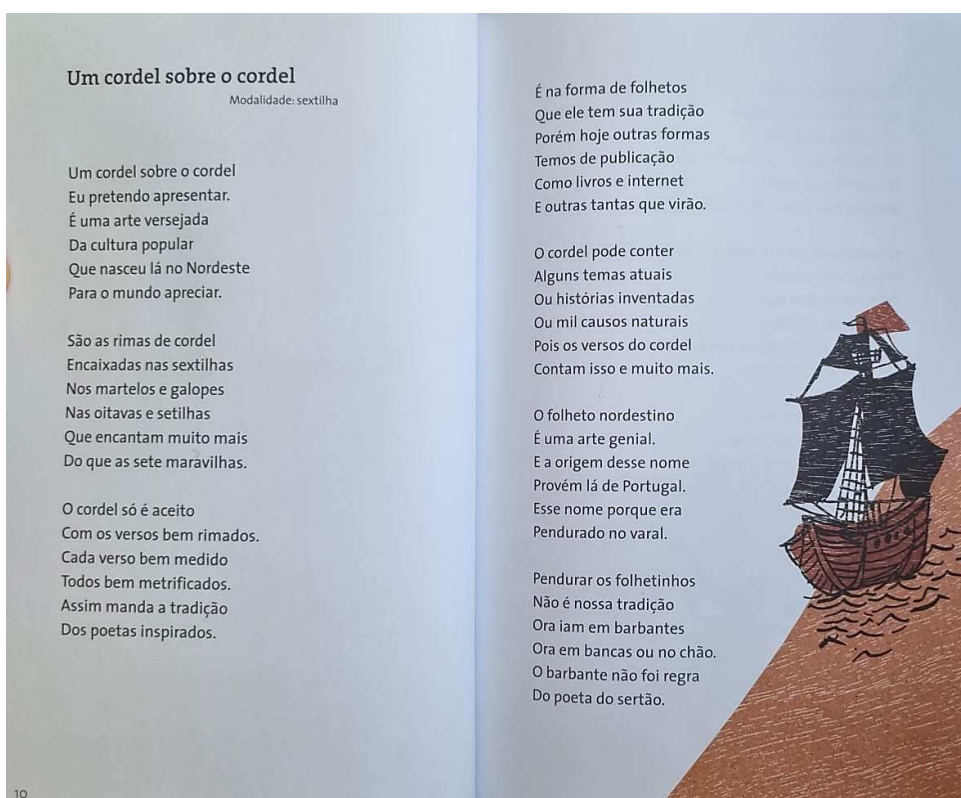 Um cordel sobre o cordel
Modalidade: sextilha
Um cordel sobre o cordel
Eu pretendo apresentar.
É uma arte versejada
Da cultura popular
Que nasceu lá no Nordeste
Para o mundo apreciar.
São as rimas de cordel
Encaixadas nas sextilhas
Nos martelos e galopes
Nas oitavas e setilhas
Que encantam muito mais
Do que as sete maravilhas.
O cordel só é aceito
Com os versos bem rimados.
Cada verso bem medido
Todos bem metrificados.
Assim manda a tradição
Dos poetas inspirados.
10
É na forma de folhetos
Que ele tem sua tradição
Porém hoje outras formas
Temos de publicação
Como livros e internet
E outras tantas que virão.
O cordel pode conter
Alguns temas atuais
Ou histórias inventadas
Ou mil causos naturais
Pois os versos do cordel
Contam isso e muito mais.
O folheto nordestino
É uma arte genial.
E a origem desse nome
Provém lá de Portugal.
Esse nome porque era
Pendurado no varal.
Pendurar os folhetinhos
Não é nossa tradição
Ora iam em barbantes
Ora em bancas ou no chão.
O barbante não foi regra
Do poeta do sertão.